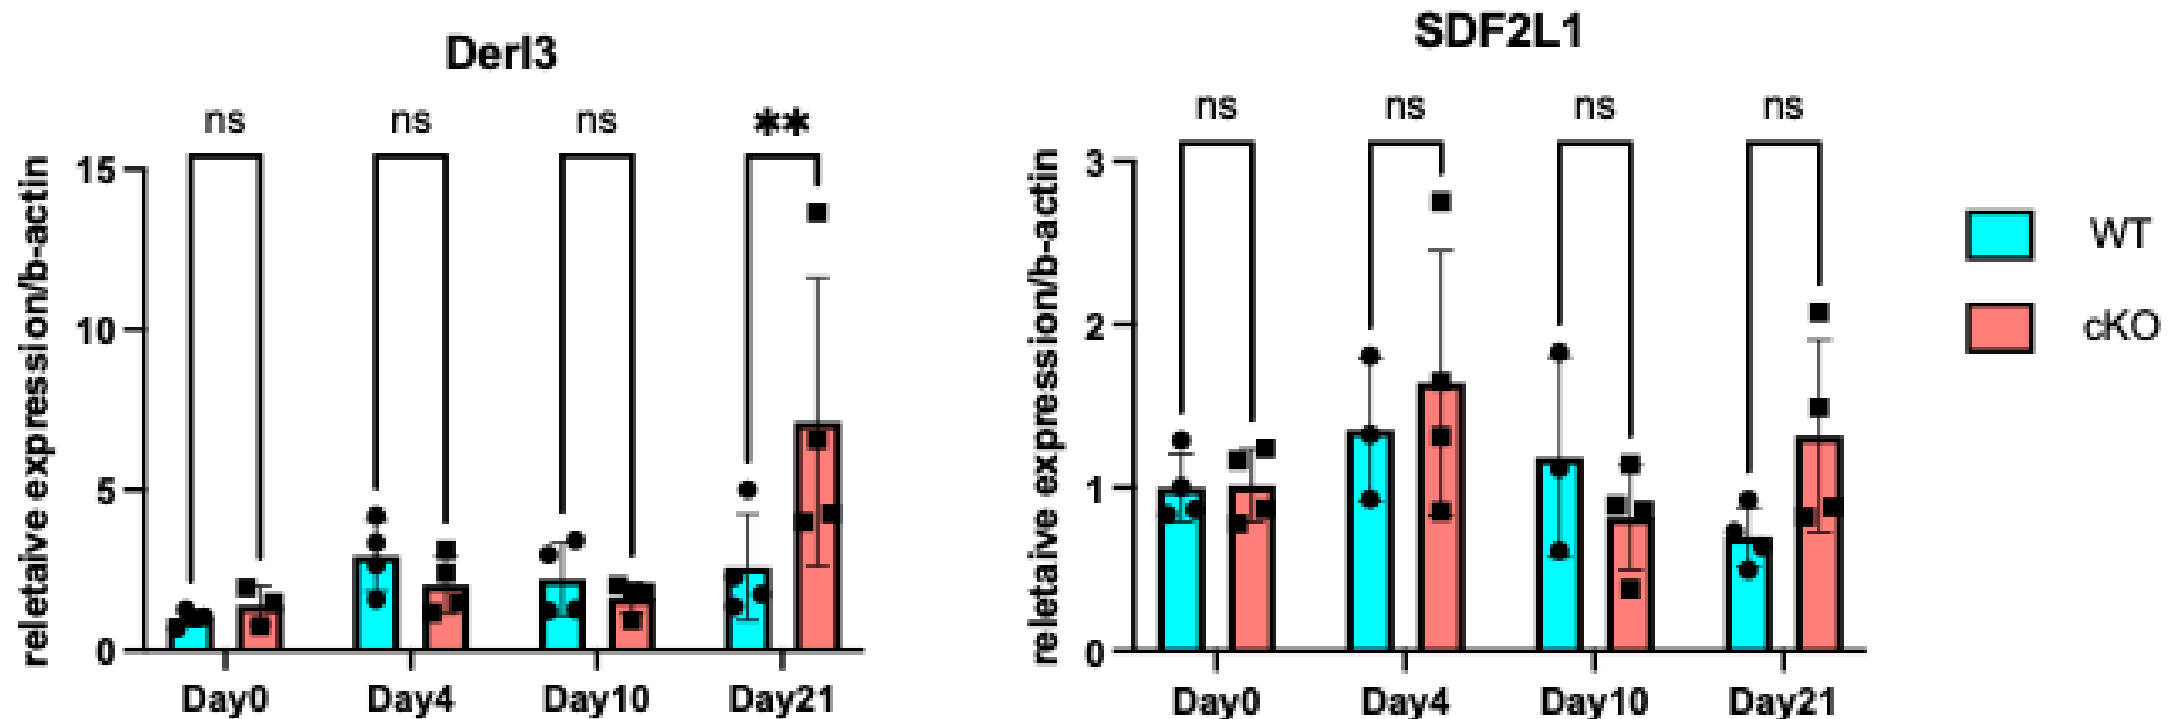 Derl3
ns ns ns **
reletaive expression/b-actin
15
10
5
0
Day0 Day4 Day10 Day21
SDF2L1
ns ns ns ns
reletaive expression/b-actin
3
2
1
0
Day0 Day4 Day10 Day21
WT
cKO